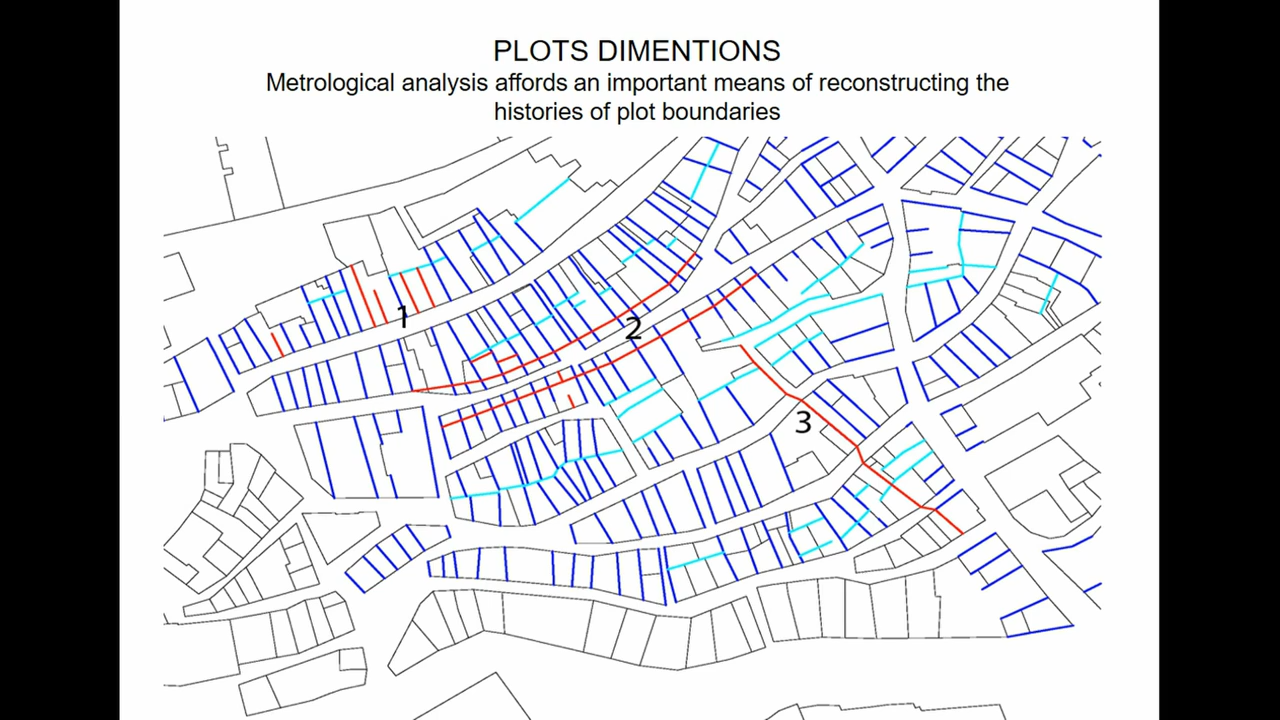 PLOTS DIMENTIONS
Metrological analysis affords an important means of reconstructing the
histories of plot boundaries
1
2
3